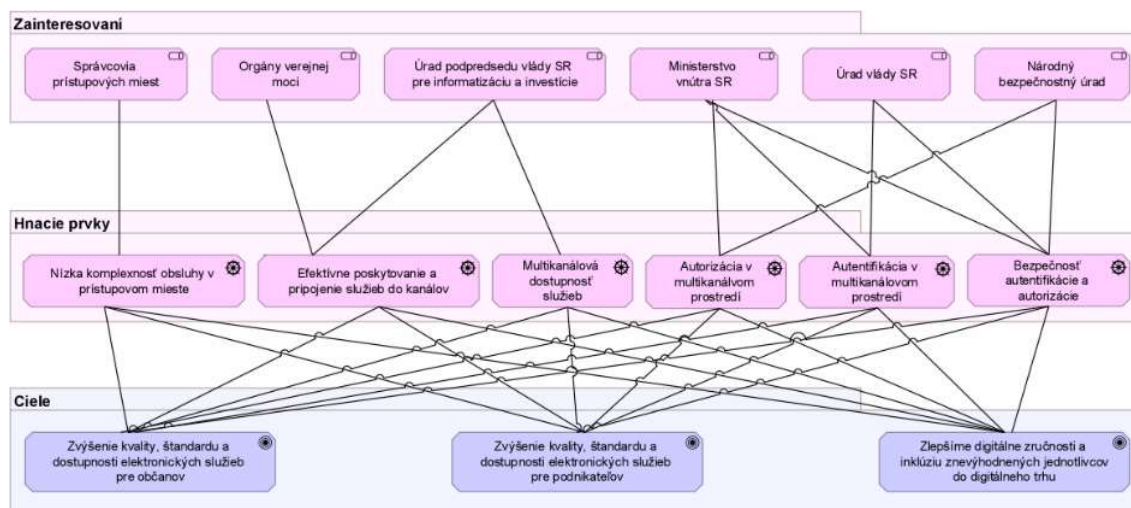 Zainteresovaní
Správcovia
prístupových miest
Orgány verejnej
moci
Úrad podpredsedu vlády SR
pre informatizáciu a investície
Ministerstvo
vnútra SR
Úrad vlády SR
Národný
bezpečnostný úrad
Hnacie prvky
Nízka komplexnosť obsluhy v
prístupovom mieste
Efektívne poskytovanie a
pripojenie služieb do kanálov
Multikanálová
dostupnosť
služieb
Autorizácia v
multikanálvom
prostredí
Autentifikácia v
multikanálovom
prostredí
Bezpečnosť
autentifikácie a
autorizácie
Ciele
Zvýšenie kvality, štandardu a
dostupnosti elektronických služieb
pre občanov
Zvýšenie kvality, štandardu a
dostupnosti elektronických služieb
pre podnikateľov
Zlepšíme digitálne zručnosti a
inklúziu znevýhodnených jednotlivcov
do digitálneho trhu